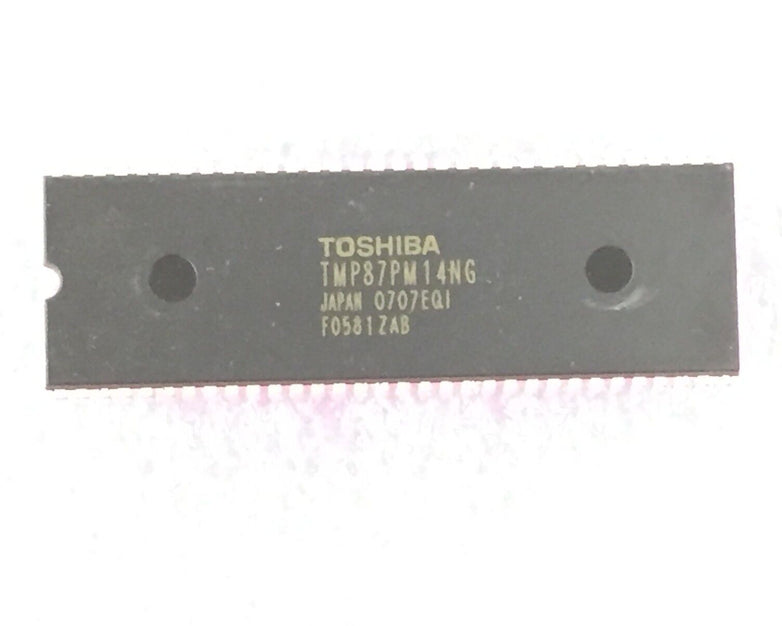 TOSHIBA
TMP87PM14NG
JAPAN 0707EQI
F0581ZAB